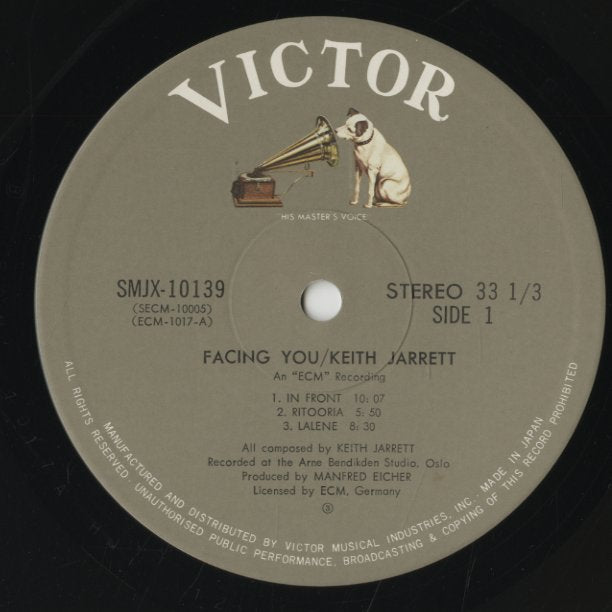 VICTOR
"HIS MASTER'S VOICE"
SMJX-10139
(SECM-10005)
(ECM-1017-A)
STEREO 33 1/3
SIDE 1
FACING YOU/KEITH JARRETT
An "ECM" Recording
1. IN FRONT 10: 07
2. RITOORIA 5: 50
3. LALENE 8: 30
All composed by KEITH JARRETT
Recorded at the Arne Bendikden Studio, Oslo
Produced by MANFRED EICHER
Licensed by ECM, Germany
MANUFACTURED AND DISTRIBUTED BY VICTOR MUSICAL INDUSTRIES, INC. MADE IN JAPAN
ALL RIGHTS RESERVED. UNAUTHORISED PUBLIC PERFORMANCE, BROADCASTING & COPYING OF THIS RECORD PROHIBITED